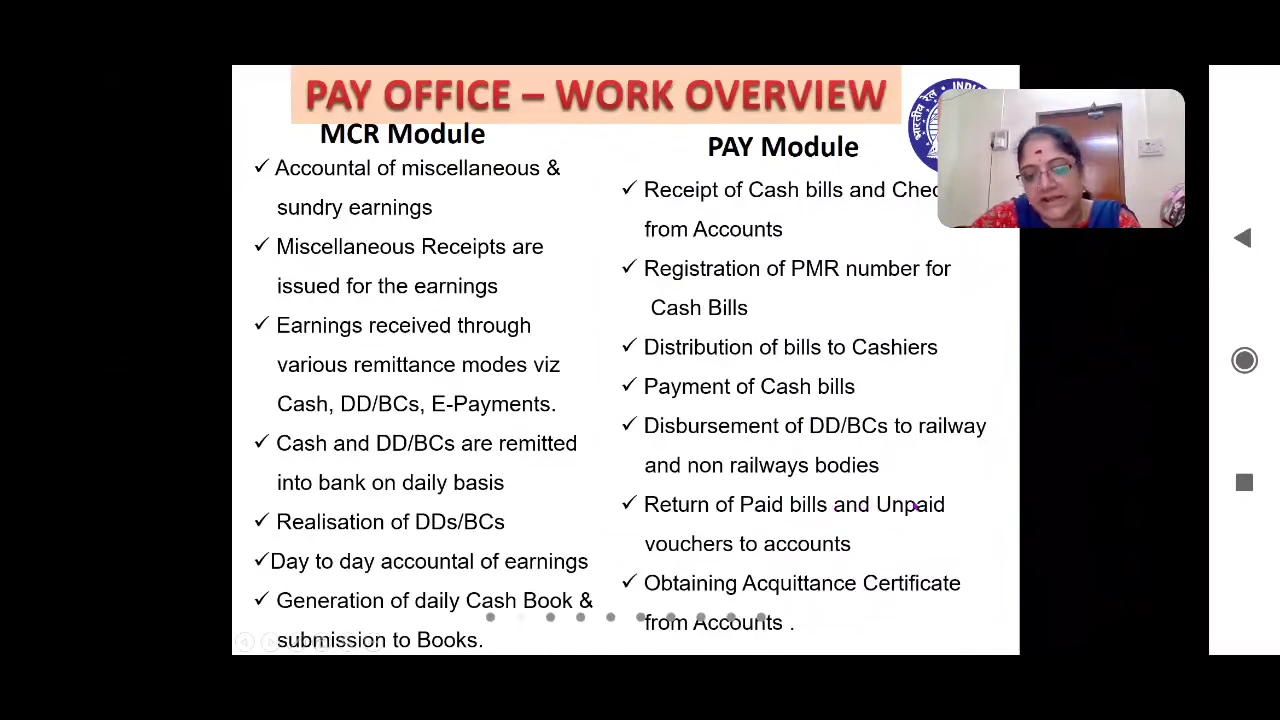 PAY OFFICE – WORK OVERVIEW
MCR Module
✓ Accountal of miscellaneous &
sundry earnings
✓ Miscellaneous Receipts are
issued for the earnings
✓ Earnings received through
various remittance modes viz
Cash, DD/BCs, E-Payments.
✓ Cash and DD/BCs are remitted
into bank on daily basis
✓ Realisation of DDs/BCs
✓Day to day accountal of earnings
✓ Generation of daily Cash Book &
submission to Books.
PAY Module
✓ Receipt of Cash bills and
from Accounts
✓ Registration of PMR number for
Cash Bills
✓ Distribution of bills to Cashiers
✓ Payment of Cash bills
✓ Disbursement of DD/BCs to railway
and non railways bodies
✓ Return of Paid bills and Unpaid
vouchers to accounts
✓ Obtaining Acquittance Certificate
from Accounts .
भारतीय रेल